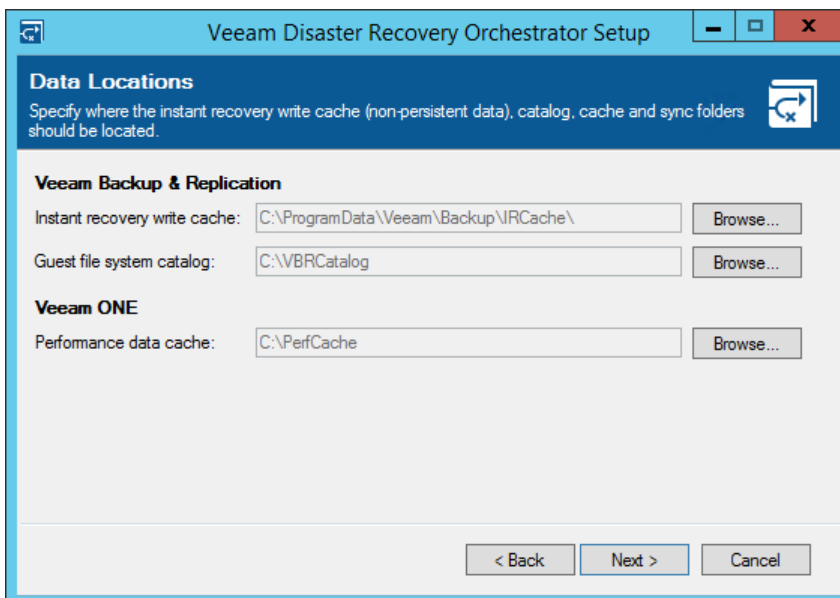 Veeam Disaster Recovery Orchestrator Setup
Data Locations
Specify where the instant recovery write cache (non-persistent data), catalog, cache and sync folders
should be located.
Veeam Backup & Replication
Instant recovery write cache: C:\ProgramData\Veeam\Backup\IRCache\ Browse...
Guest file system catalog: C:\VBRCatalog Browse...
Veeam ONE
Performance data cache: C:\PerfCache Browse...
< Back Next > Cancel